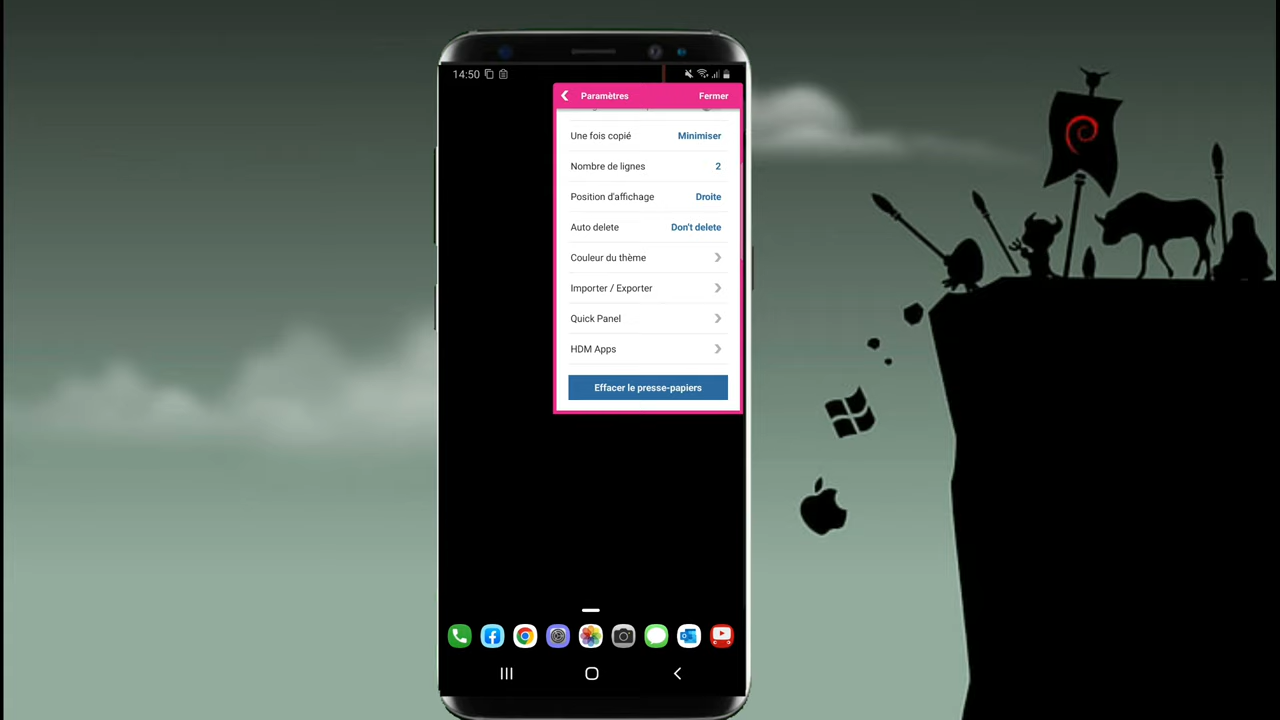 14:50
Paramètres
Fermer
Une fois copié
Minimiser
Nombre de lignes
2
Position d'affichage
Droite
Auto delete
Don't delete
Couleur du thème
Importer / Exporter
Quick Panel
HDM Apps
Effacer le presse-papiers